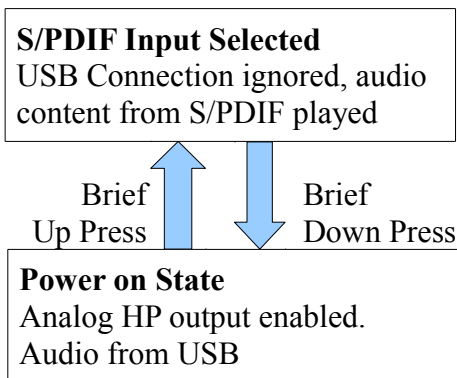 S/PDIF Input Selected
USB Connection ignored, audio
content from S/PDIF played
Brief
Up Press
Brief
Down Press
Power on State
Analog HP output enabled.
Audio from USB